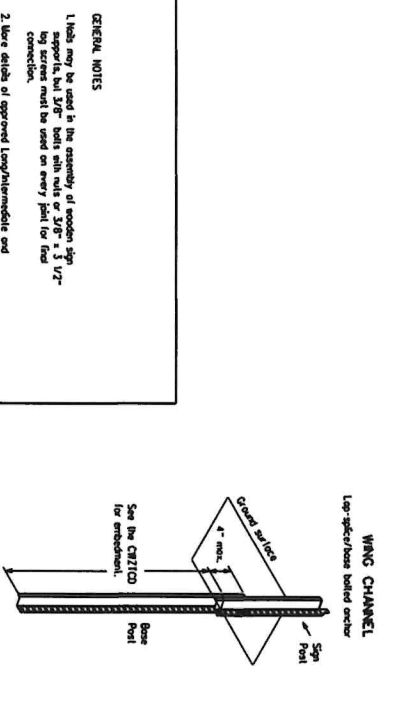 WING CHANNEL
Lap-splice/base bolted anchor
Ground surface
4" max.
Sign
Post
See the CWZTCD
for embedment.
Base
Post
GENERAL NOTES
1. Nails may be used in the assembly of wooden sign
supports, but 3/8" bolts with nuts or 3/8" x 3 1/2"
lag screws must be used on every joint for final
connection.
2. More details of approved Long/Intermediate and